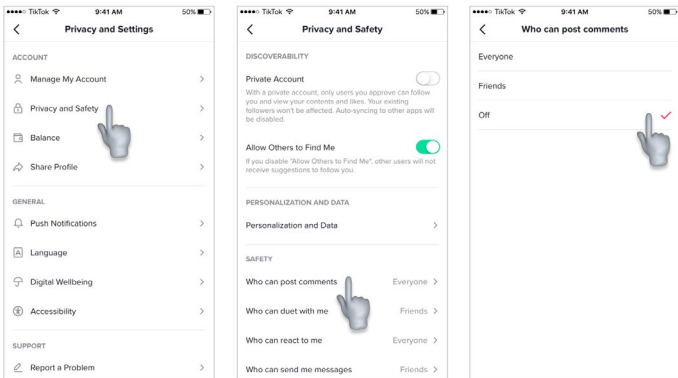 TikTok 9:41 AM 50%
Privacy and Settings
ACCOUNT
Manage My Account
Privacy and Safety
Balance
Share Profile
GENERAL
Push Notifications
Language
Digital Wellbeing
Accessibility
SUPPORT
Report a Problem
TikTok 9:41 AM 50%
Privacy and Safety
DISCOVERABILITY
Private Account
With a private account, only users you approve can follow
you and view your contents and likes. Your existing
followers won't be affected. Auto-syncing to other apps will
be disabled.
Allow Others to Find Me
If you disable "Allow Others to Find Me", other users will not
receive suggestions to follow you.
PERSONALIZATION AND DATA
Personalization and Data
SAFETY
Who can post comments Everyone
Who can duet with me Friends
Who can react to me Everyone
Who can send me messages Friends
TikTok 9:41 AM 50%
Who can post comments
Everyone
Friends
Off